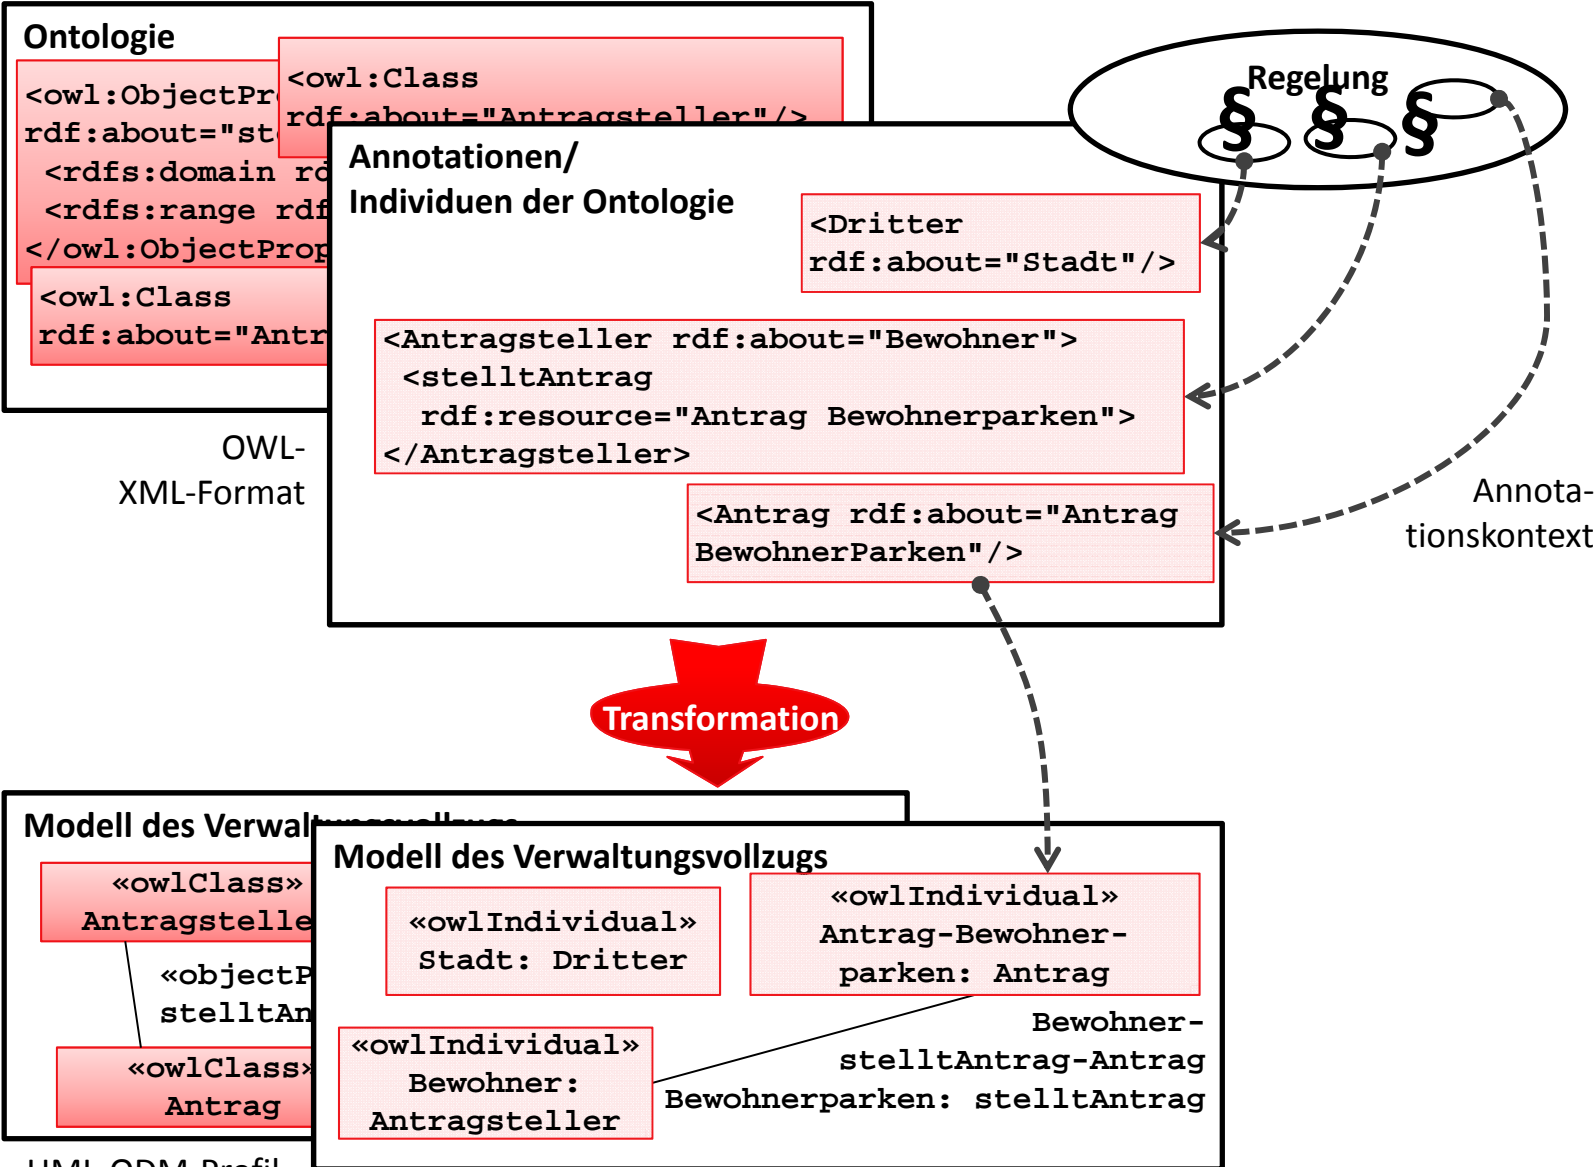 Ontologie
<owl:ObjectPro
rdf:about="st
<rdfs:domain rd
<rdfs:range rdf
</owl:ObjectProp
<owl:Class
rdf:about="Antragsteller"/>
<owl:Class
rdf:about="Antr
OWL-
XML-Format
Annotationen/
Individuen der Ontologie
<Dritter
rdf:about="Stadt"/>
<Antragsteller rdf:about="Bewohner">
<stelltAntrag
rdf:resource="Antrag Bewohnerparken">
</Antragsteller>
<Antrag rdf:about="Antrag
BewohnerParken"/>
Regelung
§ § §
Annota-
tionskontext
Transformation
Modell des Verwaltungsvollzugs
«owlClass»
Antragstelle
«objectP
stelltAn
«owlClass»
Antrag
UML-ODM-Profil
Modell des Verwaltungsvollzugs
«owlIndividual»
Stadt: Dritter
«owlIndividual»
Antrag-Bewohner-
parken: Antrag
«owlIndividual»
Bewohner:
Antragsteller
Bewohner-
stelltAntrag-Antrag
Bewohnerparken: stelltAntrag